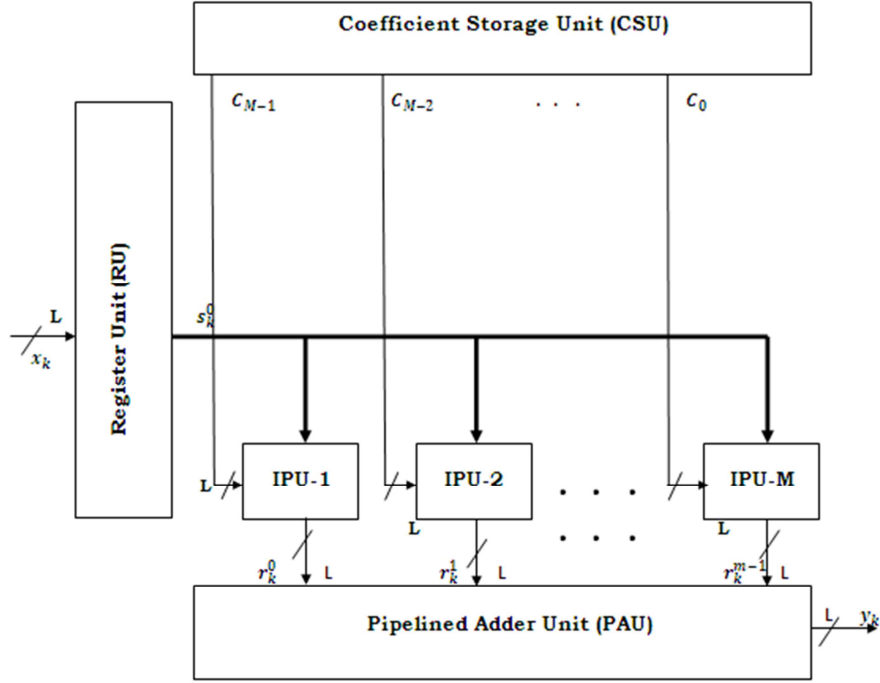 Coefficient Storage Unit (CSU)
C_{M−1} C_{M−2} . . . C_0
Register Unit (RU)
L
x_k
s_k^0
IPU-1 IPU-2 . . . IPU-M
L
L . . . L
r_k^0 L r_k^1 L r_k^{m−1} L
Pipelined Adder Unit (PAU)
L
y_k